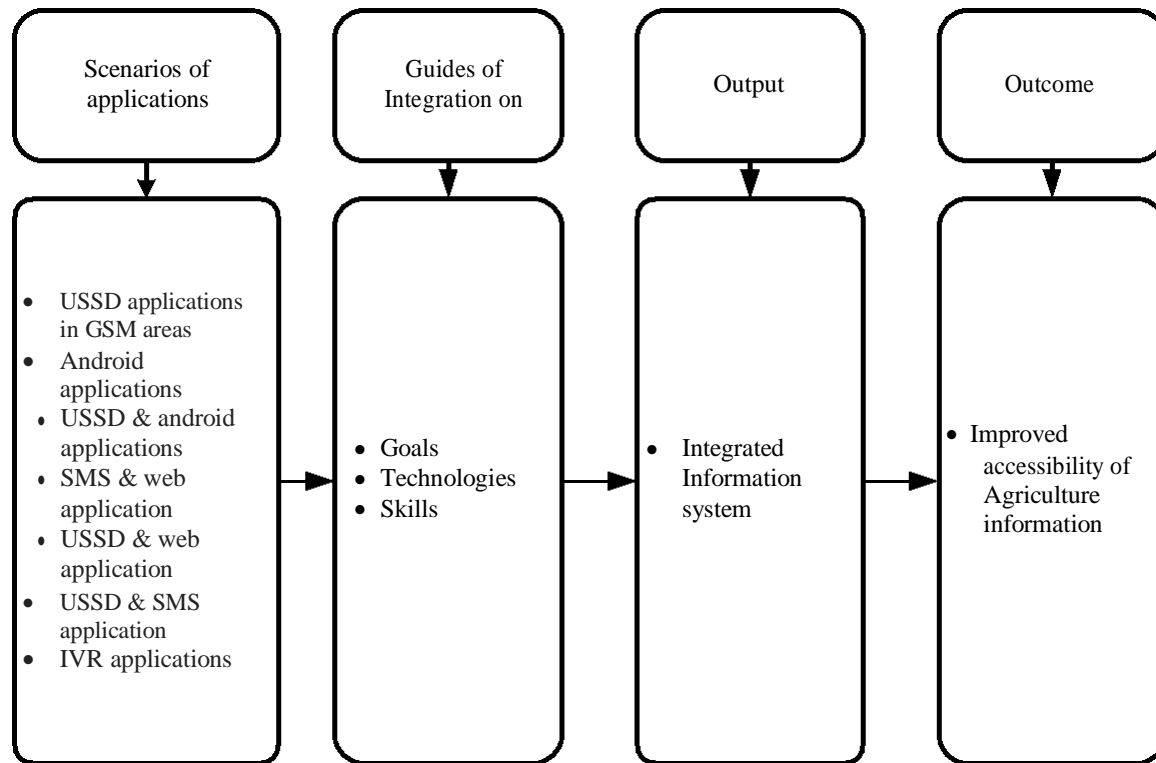 Scenarios of
applications
Guides of
Integration on
Output
Outcome
• USSD applications
in GSM areas
• Android
applications
• USSD & android
applications
• SMS & web
application
• USSD & web
application
• USSD & SMS
application
• IVR applications
• Goals
• Technologies
• Skills
• Integrated
Information
system
• Improved
accessibility of
Agriculture
information